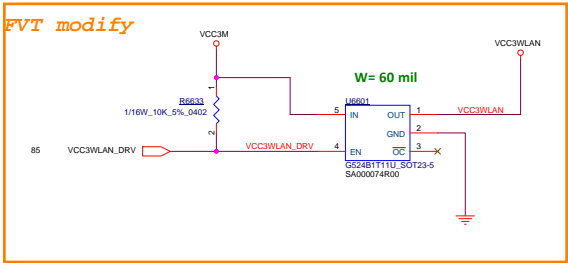 FVT modify
VCC3M
VCC3WLAN
W= 60 mil
1
R6633
1/16W_10K_5%_0402
2
U6601
5 IN OUT 1 VCC3WLAN
GND 2
85 VCC3WLAN_DRV VCC3WLAN_DRV 4 EN OC 3
G524B1T11U_SOT23-5
SA000074R00